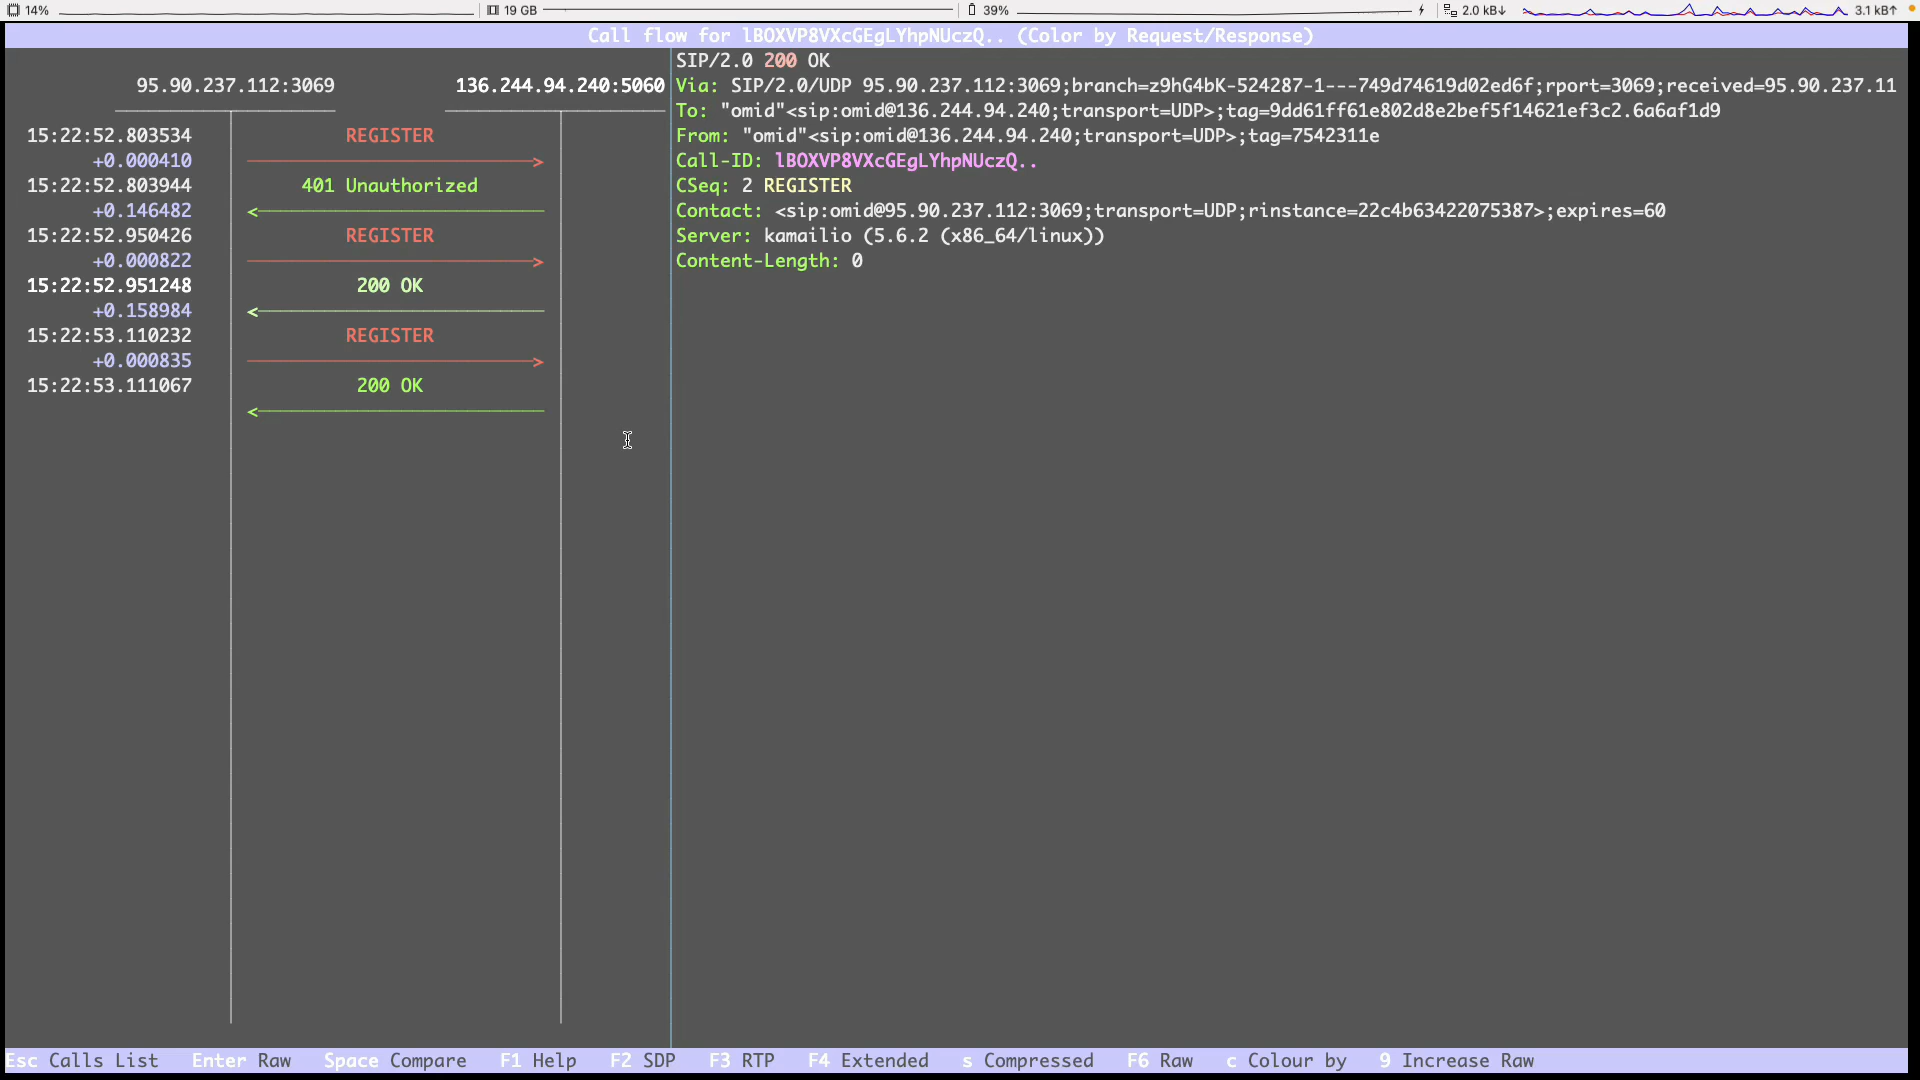 14% 19 GB 39% 2.0 kB↓ 3.1 kB↑
Call flow for lBOXVP8VXcGEgLYhpNUczQ.. (Color by Request/Response)
95.90.237.112:3069 136.244.94.240:5060
15:22:52.803534 REGISTER
+0.000410
15:22:52.803944 401 Unauthorized
+0.146482
15:22:52.950426 REGISTER
+0.000822
15:22:52.951248 200 OK
+0.158984
15:22:53.110232 REGISTER
+0.000835
15:22:53.111067 200 OK
SIP/2.0 200 OK
Via: SIP/2.0/UDP 95.90.237.112:3069;branch=z9hG4bK-524287-1---749d74619d02ed6f;rport=3069;received=95.90.237.11
To: "omid"<sip:omid@136.244.94.240;transport=UDP>;tag=9dd61ff61e802d8e2bef5f14621ef3c2.6a6af1d9
From: "omid"<sip:omid@136.244.94.240;transport=UDP>;tag=7542311e
Call-ID: lBOXVP8VXcGEgLYhpNUczQ..
CSeq: 2 REGISTER
Contact: <sip:omid@95.90.237.112:3069;transport=UDP;rinstance=22c4b63422075387>;expires=60
Server: kamailio (5.6.2 (x86_64/linux))
Content-Length: 0
Esc Calls List Enter Raw Space Compare F1 Help F2 SDP F3 RTP F4 Extended s Compressed F6 Raw c Colour by 9 Increase Raw